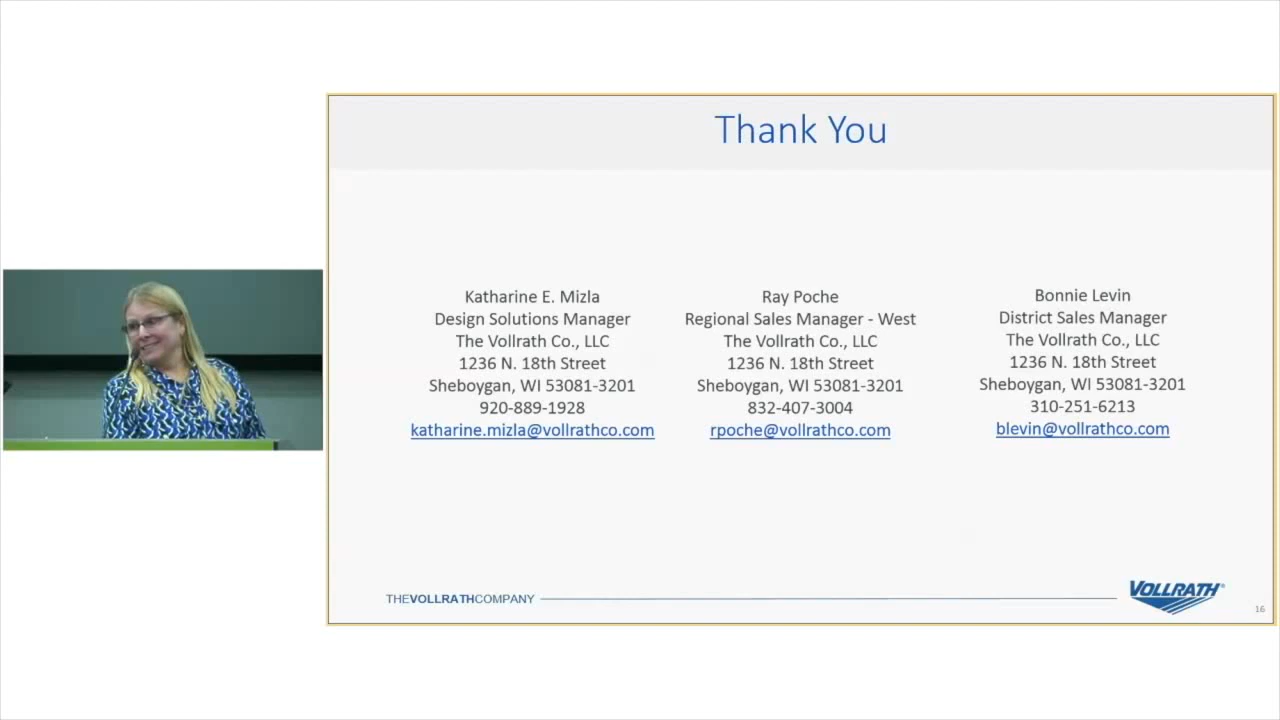 Thank You
Katharine E. Mizla
Design Solutions Manager
The Vollrath Co., LLC
1236 N. 18th Street
Sheboygan, WI 53081-3201
920-889-1928
katharine.mizla@vollrathco.com
Ray Poche
Regional Sales Manager - West
The Vollrath Co., LLC
1236 N. 18th Street
Sheboygan, WI 53081-3201
832-407-3004
rpoche@vollrathco.com
Bonnie Levin
District Sales Manager
The Vollrath Co., LLC
1236 N. 18th Street
Sheboygan, WI 53081-3201
310-251-6213
blevin@vollrathco.com
THEVOLLRATHCOMPANY
VOLLRATH®
16